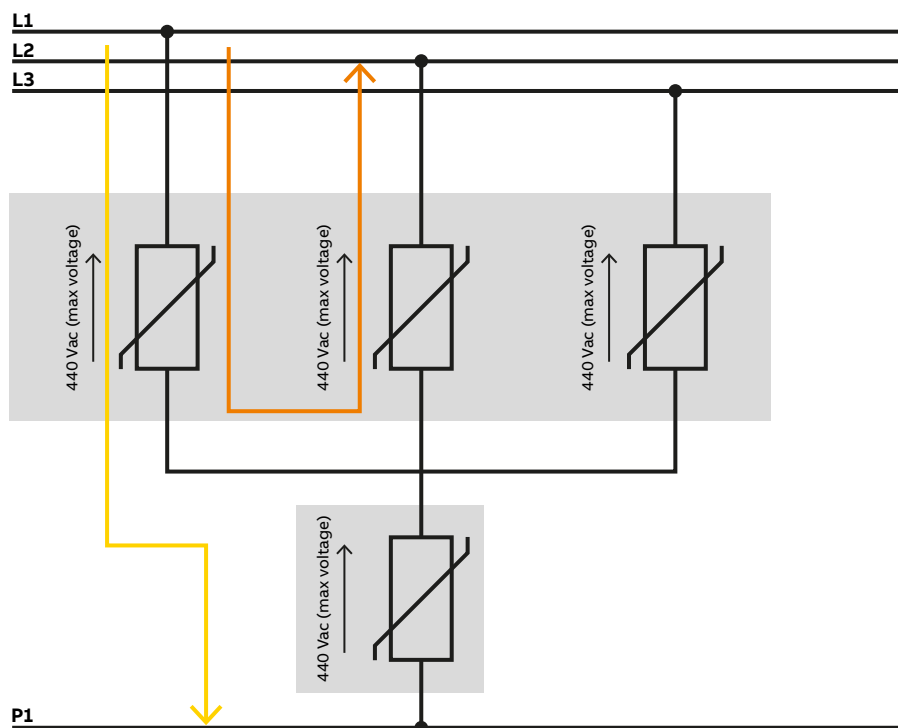 L1
L2
L3
440 Vac (max voltage)
440 Vac (max voltage)
440 Vac (max voltage)
440 Vac (max voltage)
P1